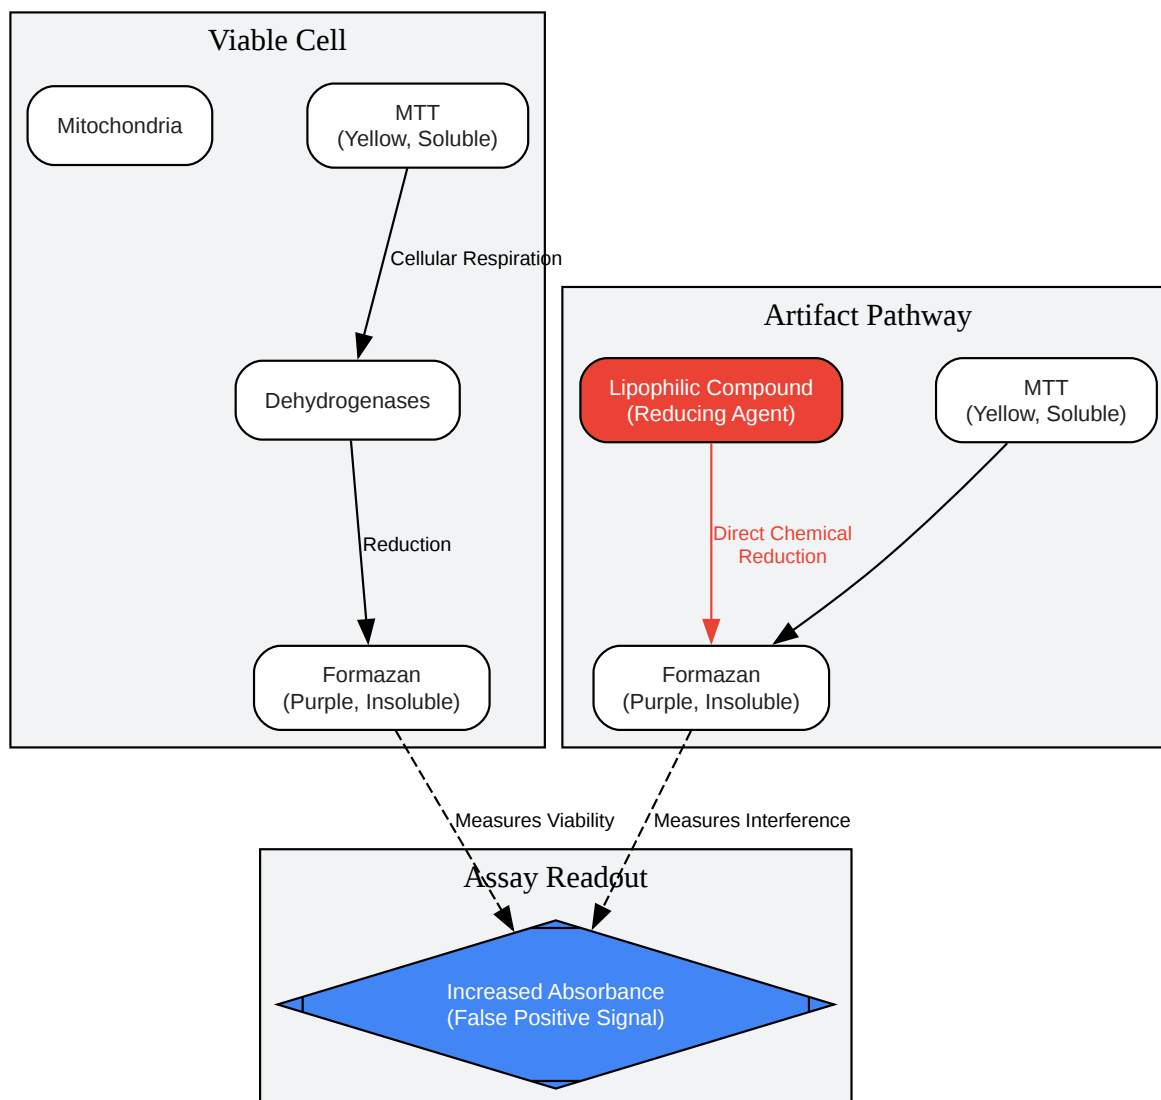 Viable Cell
Mitochondria
MTT
(Yellow, Soluble)
Cellular Respiration
Dehydrogenases
Reduction
Formazan
(Purple, Insoluble)
Artifact Pathway
Lipophilic Compound
(Reducing Agent)
MTT
(Yellow, Soluble)
Direct Chemical
Reduction
Formazan
(Purple, Insoluble)
Measures Viability
Measures Interference
Assay Readout
Increased Absorbance
(False Positive Signal)